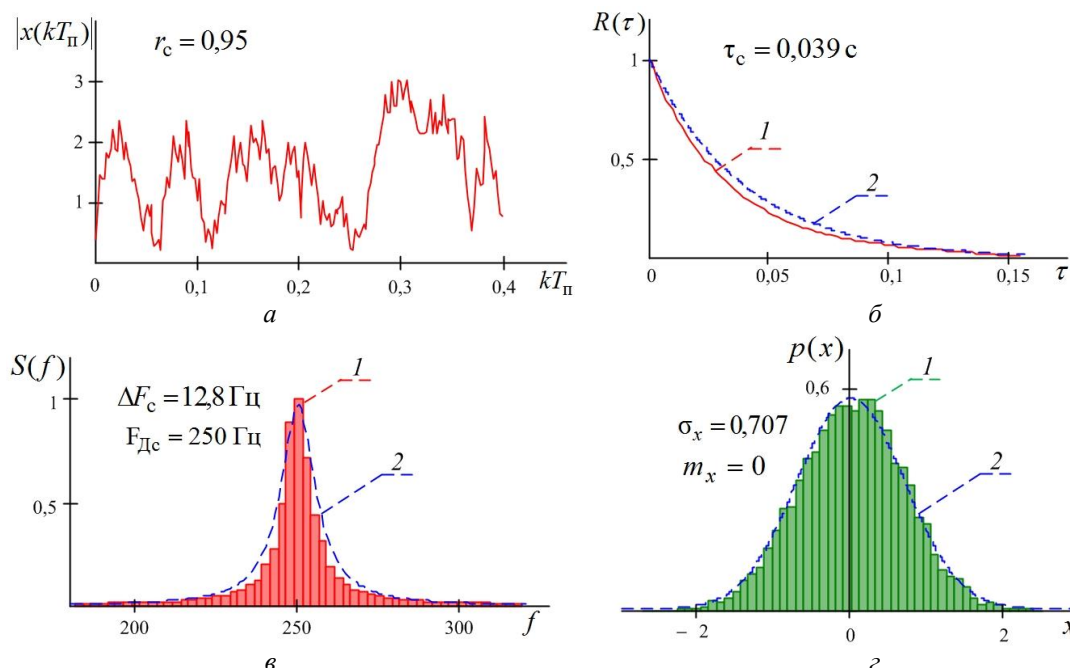 |x(kTп)|
rс = 0,95
3
2
1
0
0,1
0,2
0,3
0,4
kTп
а
R(τ)
τс = 0,039 с
1
0,5
1
2
0
0,05
0,1
0,15
τ
б
S(f)
1
0,5
ΔFс = 12,8 Гц
FДс = 250 Гц
1
2
200
250
300
f
в
p(x)
0,6
1
σx = 0,707
mx = 0
2
− 2
0
2
x
г